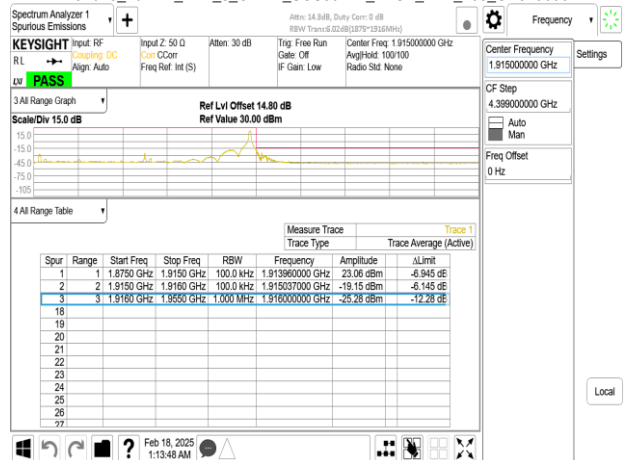 Spectrum Analyzer 1
Spurious Emissions
+
Attn: 14.8dB, Duty Corr: 0 dB
RBW Trans:6.02dB(1875~1916MHz)
Frequency
KEYSIGHT
RL
LXI
PASS
Input: RF
Coupling: DC
Align: Auto
Input Z: 50 Ω
Corr CCorr
Freq Ref: Int (S)
Atten: 30 dB
Trig: Free Run
Gate: Off
IF Gain: Low
Center Freq: 1.915000000 GHz
Avg|Hold: 100/100
Radio Std: None
Center Frequency
1.915000000 GHz
Settings
CF Step
4.399000000 GHz
Auto
Man
Freq Offset
0 Hz
3 All Range Graph
Scale/Div 15.0 dB
Ref Lvl Offset 14.80 dB
Ref Value 30.00 dBm
15.0
-15.0
-45.0
-75.0
-105
4 All Range Table
Measure Trace Trace 1
Trace Type Trace Average (Active)
Spur Range Start Freq Stop Freq RBW Frequency Amplitude ΔLimit
1 1 1.8750 GHz 1.9150 GHz 100.0 kHz 1.913960000 GHz 23.06 dBm -6.945 dB
2 2 1.9150 GHz 1.9160 GHz 100.0 kHz 1.915037000 GHz -19.15 dBm -6.145 dB
3 3 1.9160 GHz 1.9550 GHz 1.000 MHz 1.916000000 GHz -25.28 dBm -12.28 dB
18
19
20
21
22
23
24
25
26
27
Local
?
Feb 18, 2025
1:13:48 AM